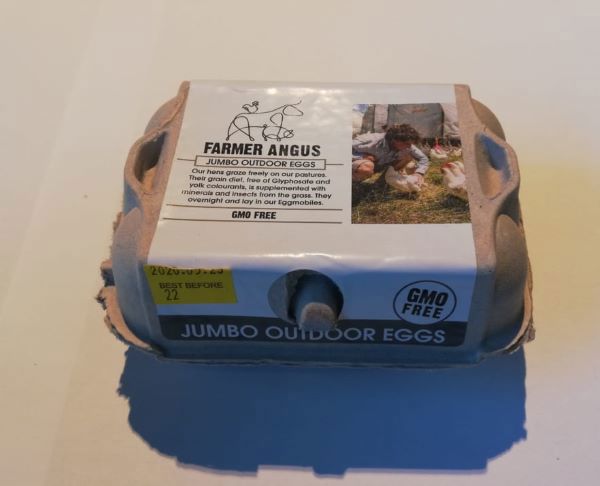 FARMER ANGUS
JUMBO OUTDOOR EGGS
Our hens graze freely on our pastures.
Their grain diet, free of Glyphosate and
yolk colourants, is supplemented with
minerals and insects from the grass. They
overnight and lay in our Eggmobiles.
GMO FREE
BEST BEFORE
22
GMO
FREE
JUMBO OUTDOOR EGGS